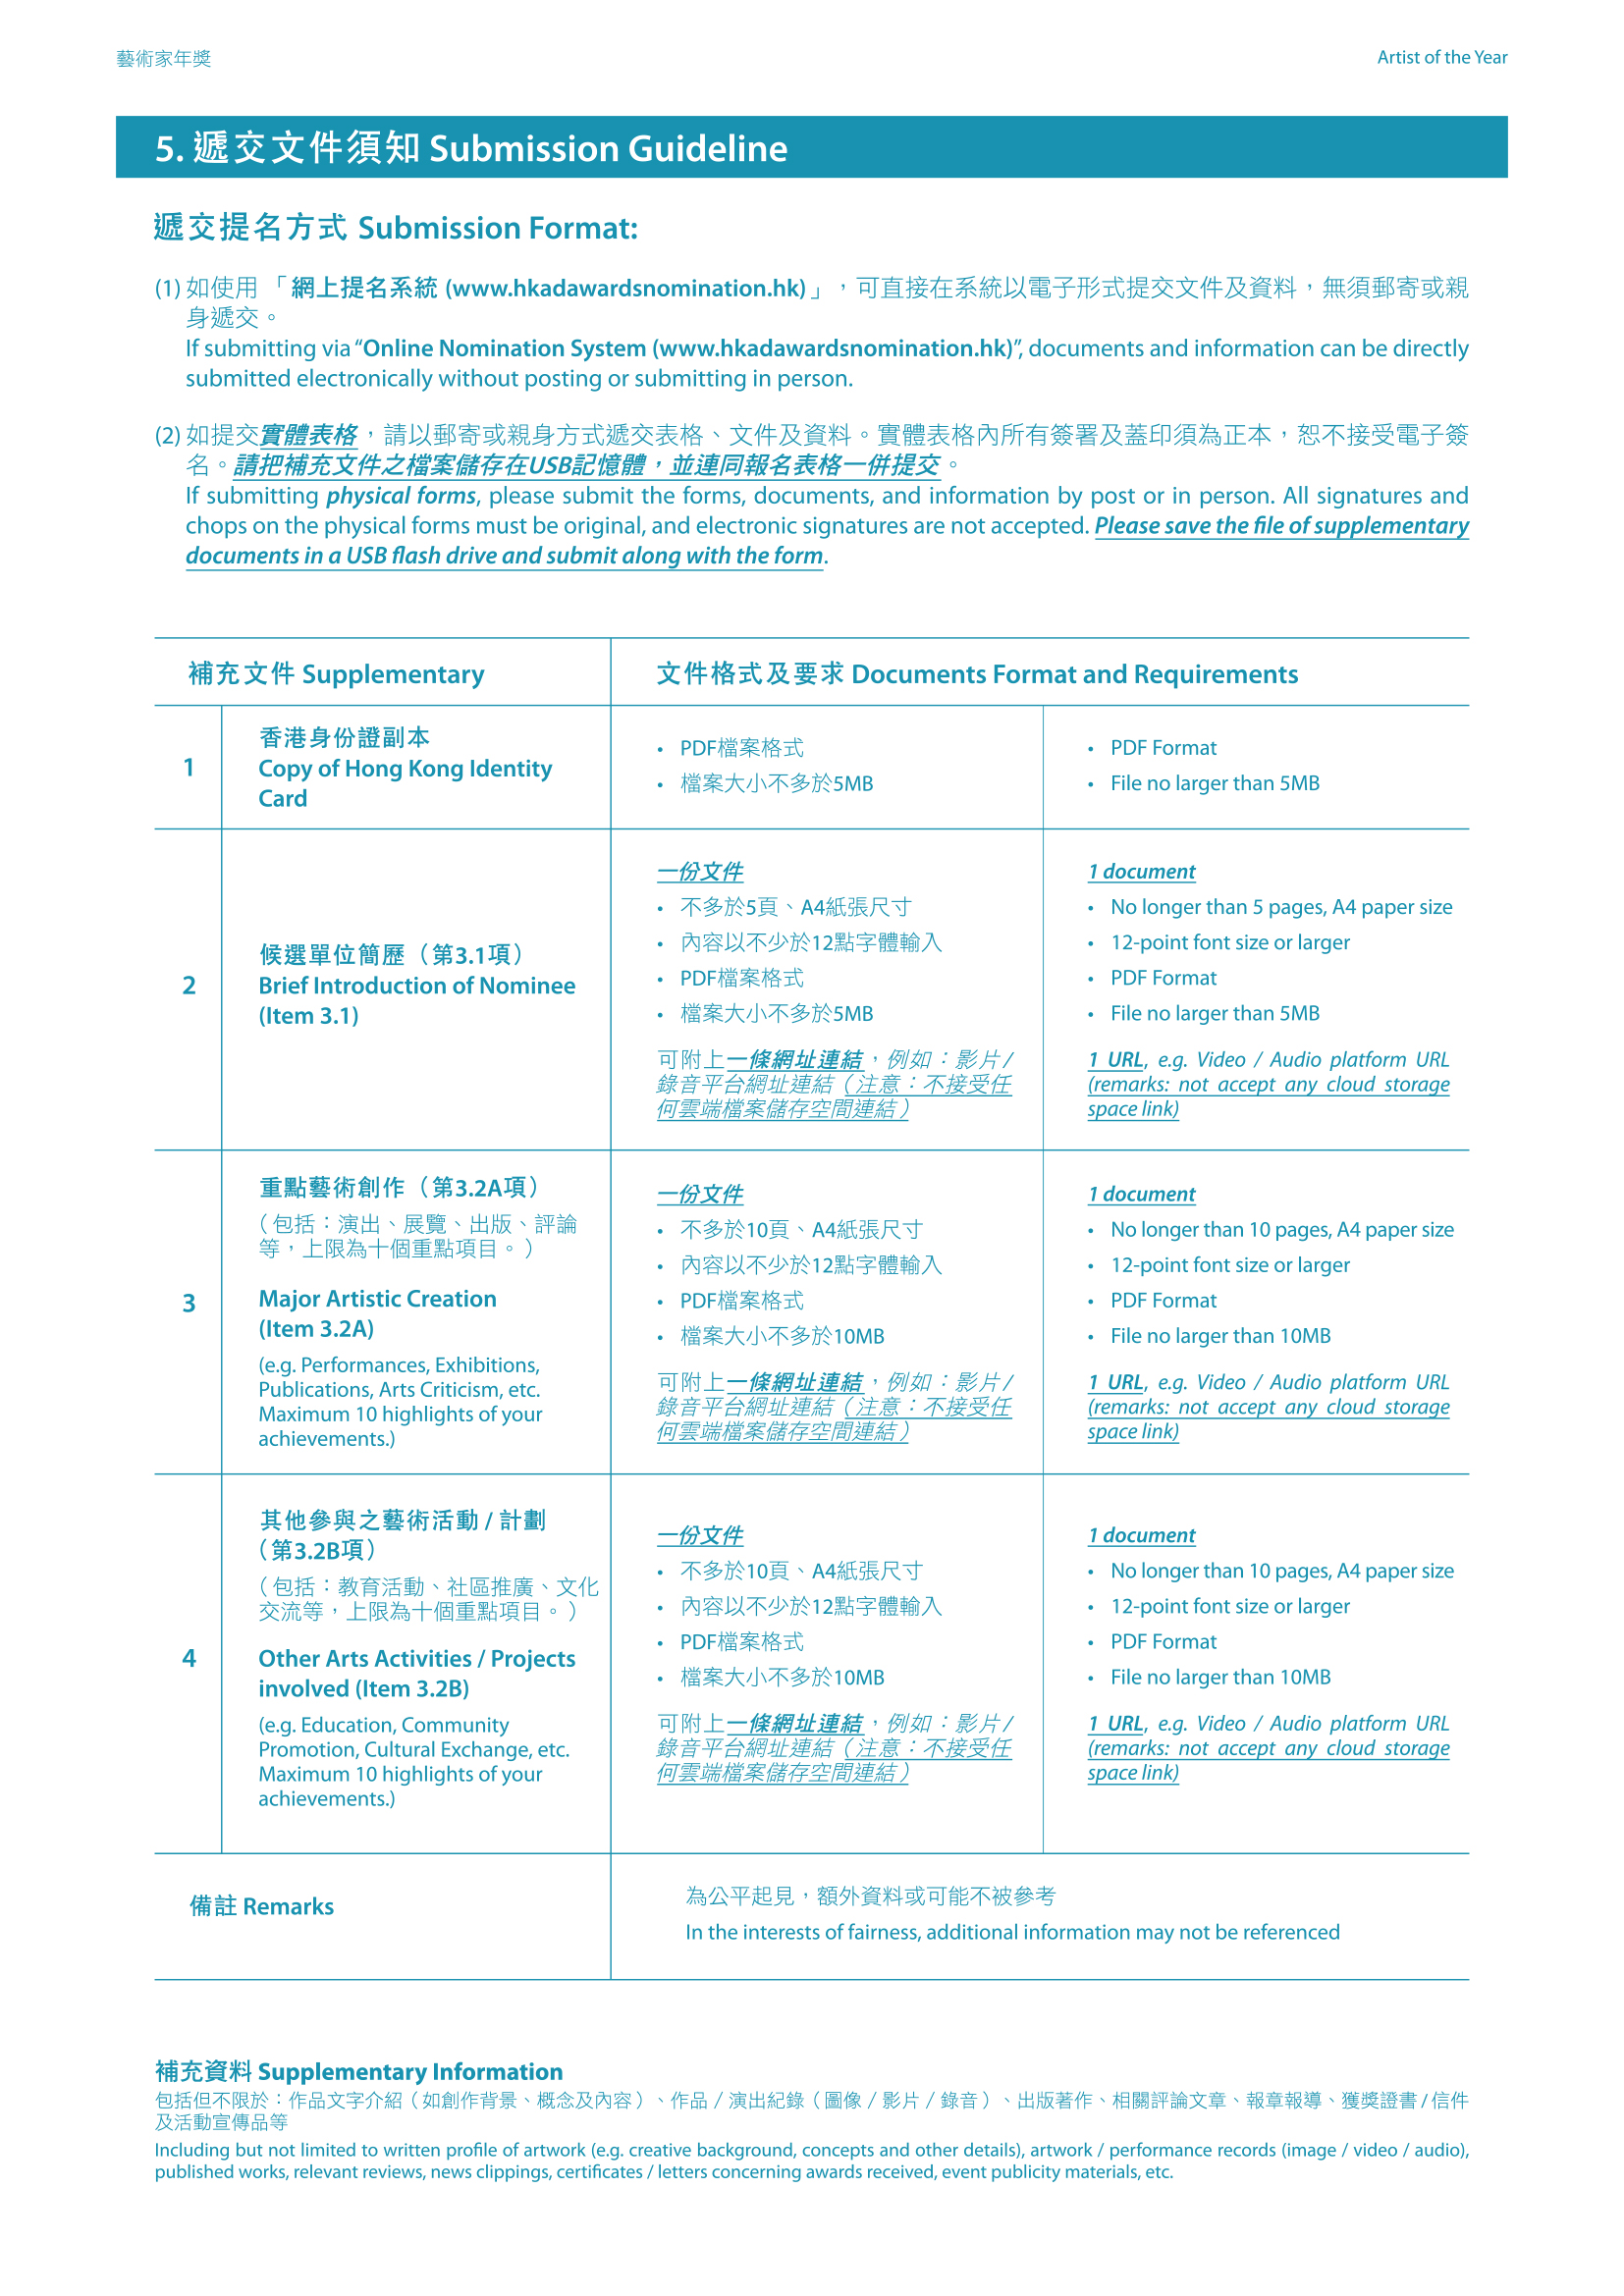 藝術家年獎
Artist of the Year
5. 遞交文件須知 Submission Guideline
遞交提名方式 Submission Format:
(1) 如使用 「網上提名系統 (www.hkadawardsnomination.hk)」，可直接在系統以電子形式提交文件及資料，無須郵寄或親
身遞交。
If submitting via “Online Nomination System (www.hkadawardsnomination.hk)”, documents and information can be directly
submitted electronically without posting or submitting in person.
(2) 如提交實體表格，請以郵寄或親身方式遞交表格、文件及資料。實體表格內所有簽署及蓋印須為正本，恕不接受電子簽
名。請把補充文件之檔案儲存在USB記憶體，並連同報名表格一併提交。
If submitting physical forms, please submit the forms, documents, and information by post or in person. All signatures and
chops on the physical forms must be original, and electronic signatures are not accepted. Please save the file of supplementary
documents in a USB flash drive and submit along with the form.
補充文件 Supplementary
文件格式及要求 Documents Format and Requirements
1
香港身份證副本
Copy of Hong Kong Identity
Card
• PDF檔案格式
• 檔案大小不多於5MB
• PDF Format
• File no larger than 5MB
2
候選單位簡歷（第3.1項）
Brief Introduction of Nominee
(Item 3.1)
一份文件
• 不多於5頁、A4紙張尺寸
• 內容以不少於12點字體輸入
• PDF檔案格式
• 檔案大小不多於5MB
可附上一條網址連結，例如：影片/
錄音平台網址連結（注意：不接受任
何雲端檔案儲存空間連結）
1 document
• No longer than 5 pages, A4 paper size
• 12-point font size or larger
• PDF Format
• File no larger than 5MB
1 URL, e.g. Video / Audio platform URL
(remarks: not accept any cloud storage
space link)
3
重點藝術創作（第3.2A項）
（包括：演出、展覽、出版、評論
等，上限為十個重點項目。）
Major Artistic Creation
(Item 3.2A)
(e.g. Performances, Exhibitions,
Publications, Arts Criticism, etc.
Maximum 10 highlights of your
achievements.)
一份文件
• 不多於10頁、A4紙張尺寸
• 內容以不少於12點字體輸入
• PDF檔案格式
• 檔案大小不多於10MB
可附上一條網址連結，例如：影片/
錄音平台網址連結（注意：不接受任
何雲端檔案儲存空間連結）
1 document
• No longer than 10 pages, A4 paper size
• 12-point font size or larger
• PDF Format
• File no larger than 10MB
1 URL, e.g. Video / Audio platform URL
(remarks: not accept any cloud storage
space link)
4
其他參與之藝術活動 / 計劃
（第3.2B項）
（包括：教育活動、社區推廣、文化
交流等，上限為十個重點項目。）
Other Arts Activities / Projects
involved (Item 3.2B)
(e.g. Education, Community
Promotion, Cultural Exchange, etc.
Maximum 10 highlights of your
achievements.)
一份文件
• 不多於10頁、A4紙張尺寸
• 內容以不少於12點字體輸入
• PDF檔案格式
• 檔案大小不多於10MB
可附上一條網址連結，例如：影片/
錄音平台網址連結（注意：不接受任
何雲端檔案儲存空間連結）
1 document
• No longer than 10 pages, A4 paper size
• 12-point font size or larger
• PDF Format
• File no larger than 10MB
1 URL, e.g. Video / Audio platform URL
(remarks: not accept any cloud storage
space link)
備註 Remarks
為公平起見，額外資料或可能不被參考
In the interests of fairness, additional information may not be referenced
補充資料 Supplementary Information
包括但不限於：作品文字介紹（如創作背景、概念及內容）、作品 / 演出紀錄（圖像 / 影片 / 錄音）、出版著作、相關評論文章、報章報導、獲獎證書 / 信件
及活動宣傳品等
Including but not limited to written profile of artwork (e.g. creative background, concepts and other details), artwork / performance records (image / video / audio),
published works, relevant reviews, news clippings, certificates / letters concerning awards received, event publicity materials, etc.